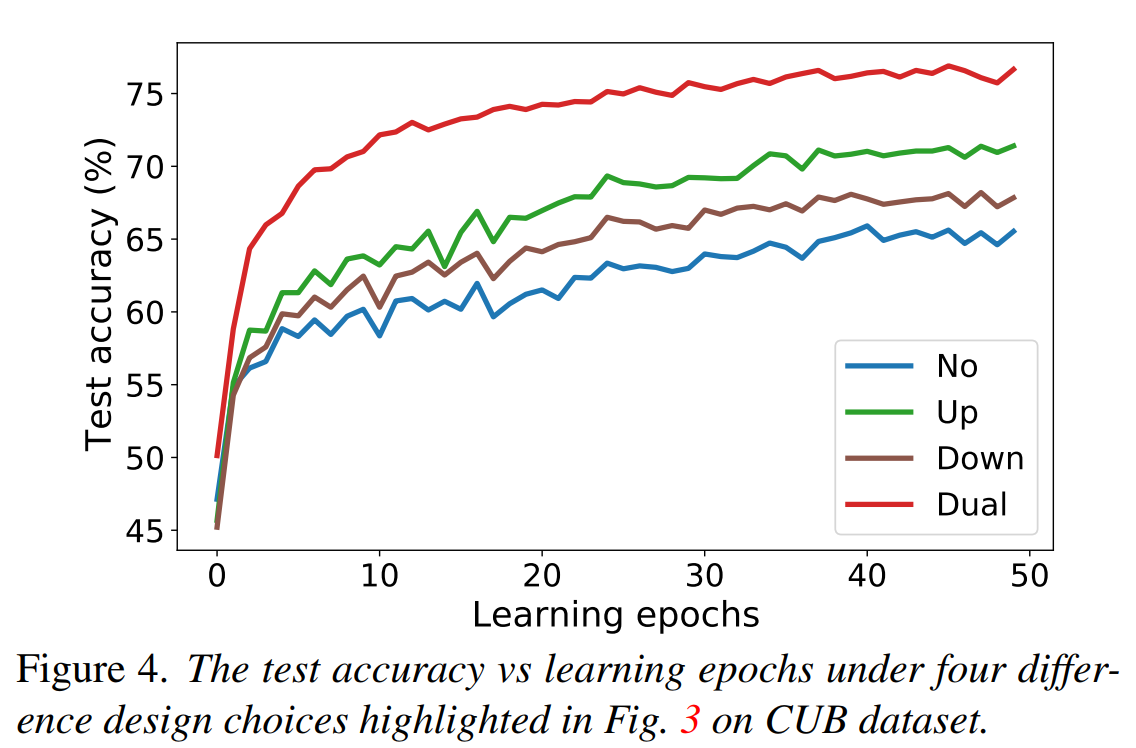 75
70
65
60
55
50
45
Test accuracy (%)
No
Up
Down
Dual
0 10 20 30 40 50
Learning epochs
Figure 4. The test accuracy vs learning epochs under four differ-
ence design choices highlighted in Fig. 3 on CUB dataset.